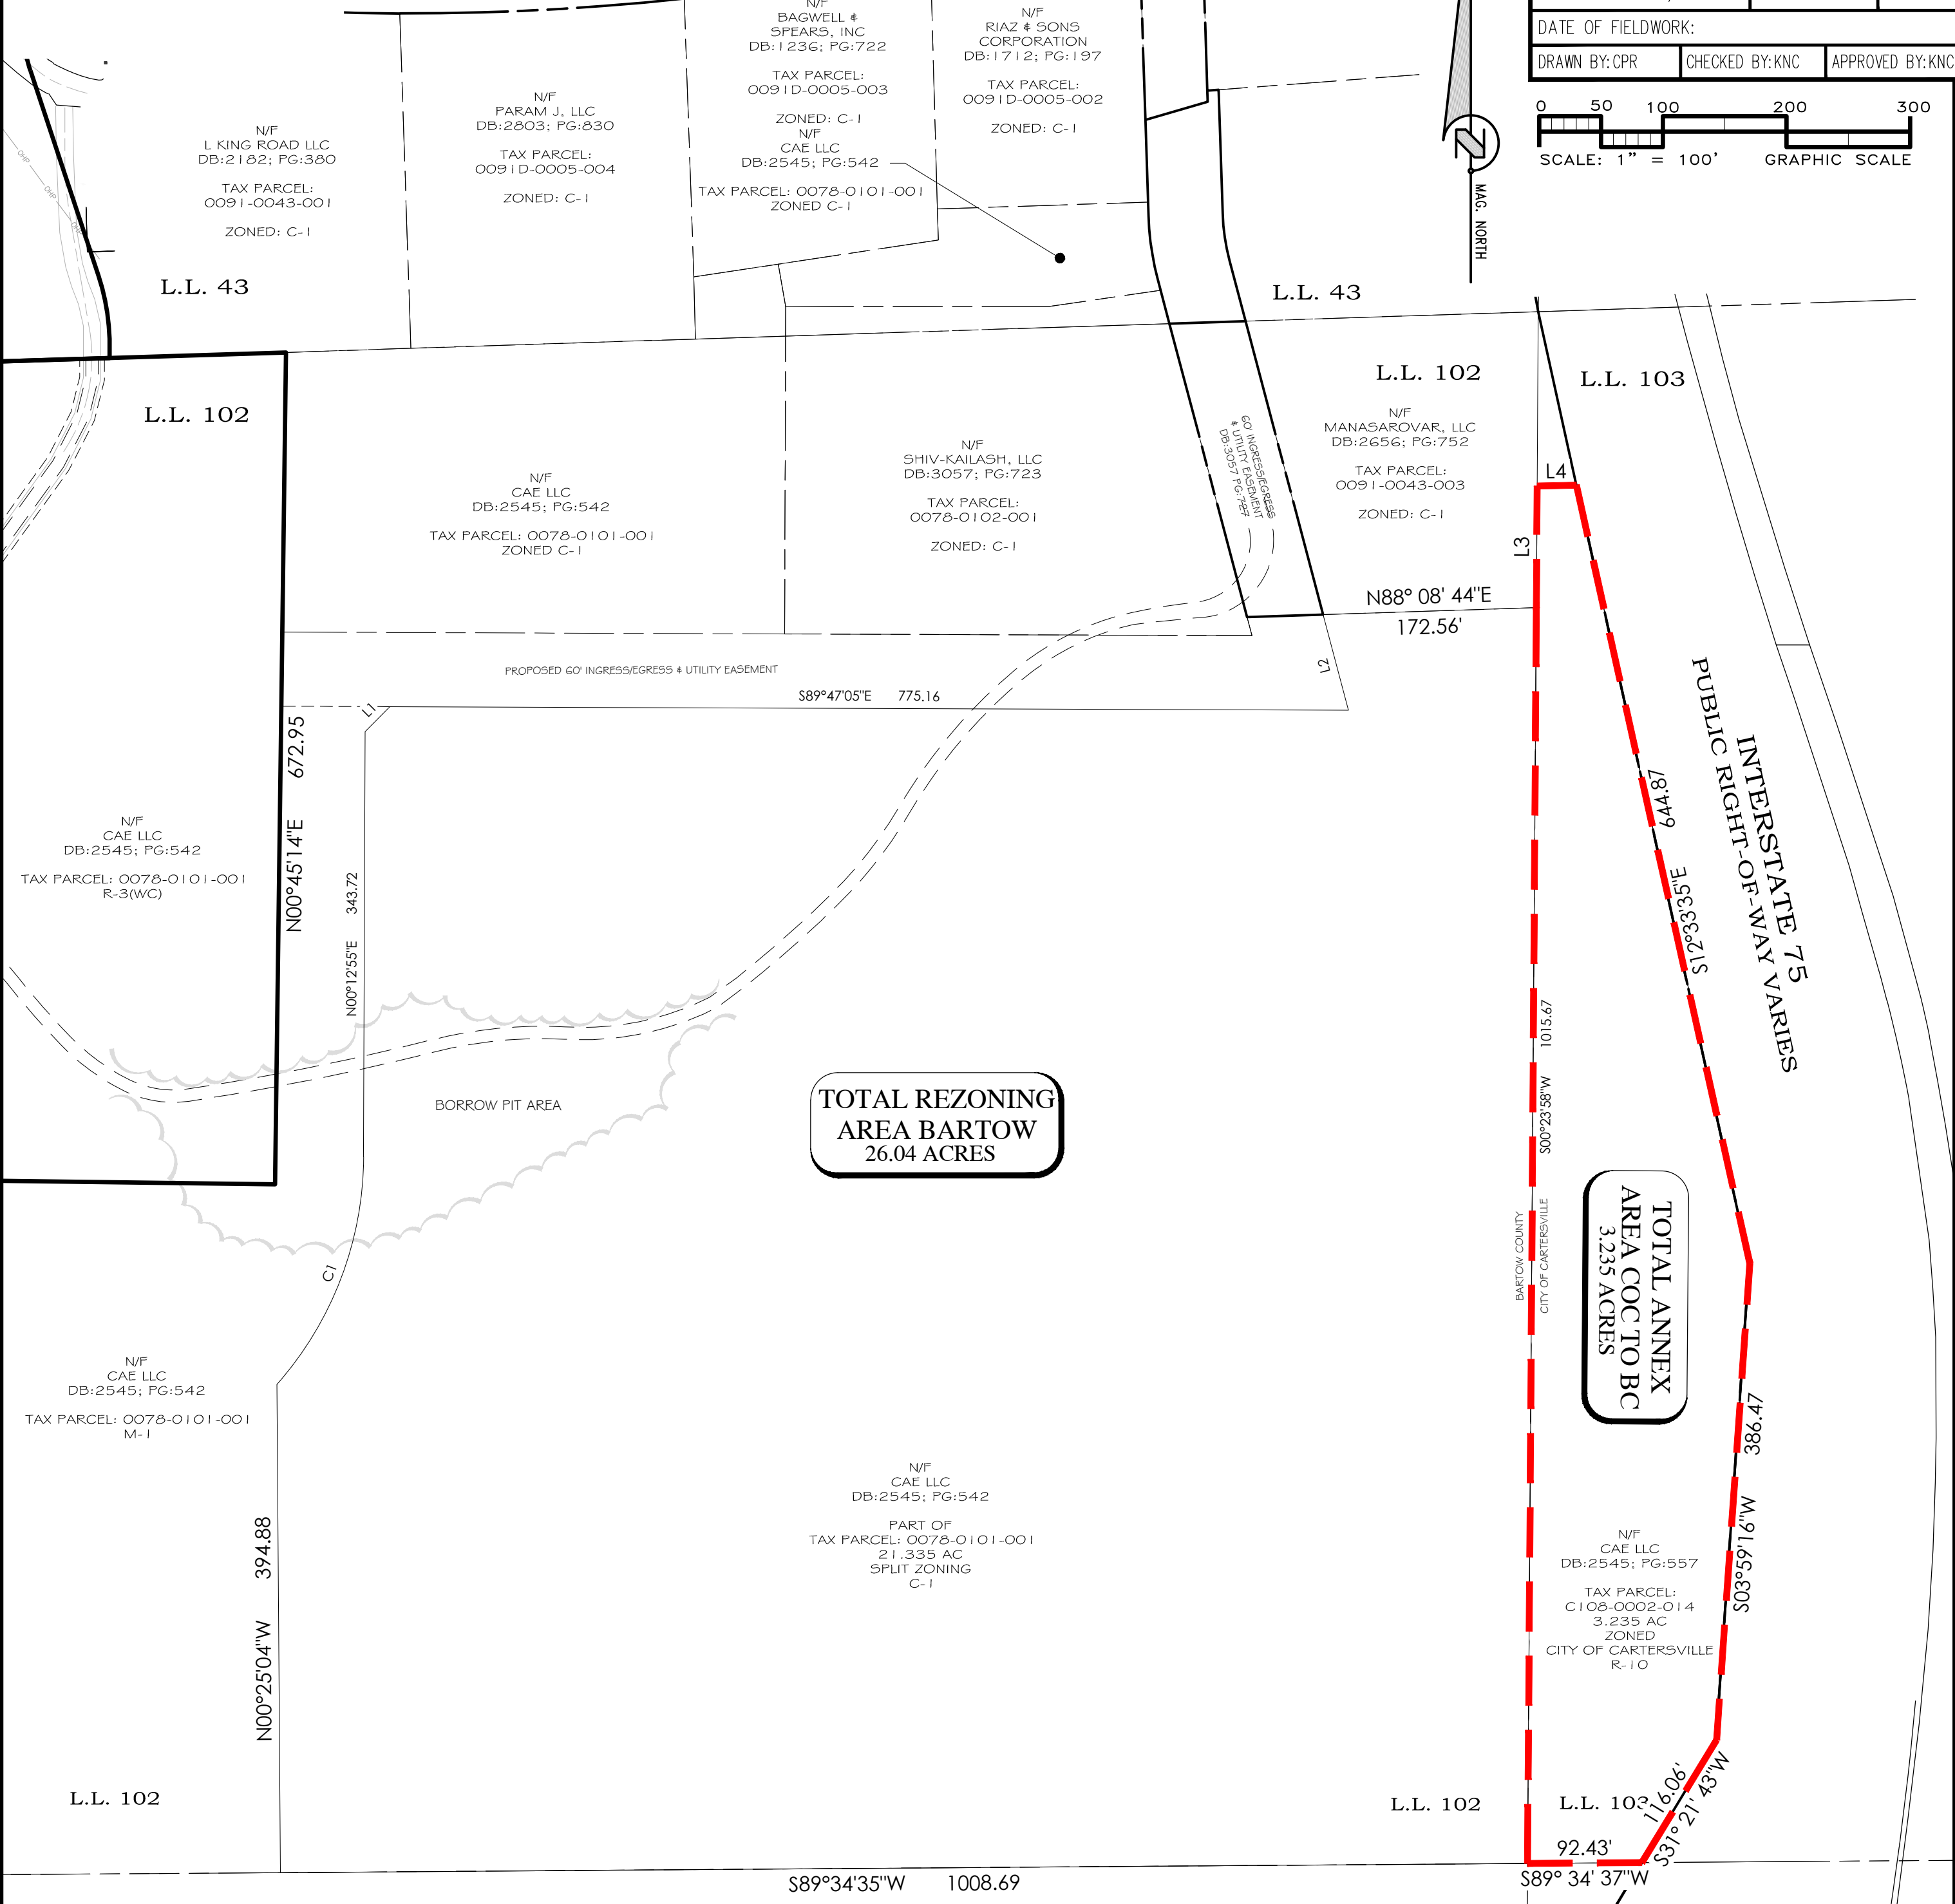 N/F
BAGWELL &
SPEARS, INC
DB:1236; PG:722
TAX PARCEL:
0091D-0005-003
ZONED: C-1
N/F
CAE LLC
DB:2545; PG:542
TAX PARCEL: 0078-0101-001
ZONED C-1
N/F
RIAZ & SONS
CORPORATION
DB:1712; PG:197
TAX PARCEL:
0091D-0005-002
ZONED: C-1
DATE OF FIELDWORK:
DRAWN BY: CPR
CHECKED BY: KNC
APPROVED BY: KNC
0 50 100 200 300
SCALE: 1" = 100' GRAPHIC SCALE
N
MAG. NORTH
N/F
L KING ROAD LLC
DB:2182; PG:380
TAX PARCEL:
0091-0043-001
ZONED: C-1
N/F
PARAM J, LLC
DB:2803; PG:830
TAX PARCEL:
0091D-0005-004
ZONED: C-1
OHP
OHP
OHP
L.L. 43
L.L. 43
L.L. 102
L.L. 102
L.L. 103
N/F
CAE LLC
DB:2545; PG:542
TAX PARCEL: 0078-0101-001
ZONED C-1
N/F
SHIV-KAILASH, LLC
DB:3057; PG:723
TAX PARCEL:
0078-0102-001
ZONED: C-1
60' INGRESS/EGRESS
& UTILITY EASEMENT
DB:3057 PG:727
N/F
MANASAROVAR, LLC
DB:2656; PG:752
TAX PARCEL:
0091-0043-003
ZONED: C-1
L4
L3
N88° 08' 44"E
172.56'
L2
PROPOSED 60' INGRESS/EGRESS & UTILITY EASEMENT
S89°47'05"E 775.16
L1
N00°45'14"E 672.95
N00°12'55"E 343.72
N/F
CAE LLC
DB:2545; PG:542
TAX PARCEL: 0078-0101-001
R-3(WC)
644.87
S12°33'35"E
INTERSTATE 75
PUBLIC RIGHT-OF-WAY VARIES
S00°23'58"W 1015.67
BORROW PIT AREA
TOTAL REZONING
AREA BARTOW
26.04 ACRES
BARTOW COUNTY
CITY OF CARTERSVILLE
TOTAL ANNEX
AREA COC TO BC
3.235 ACRES
C1
N/F
CAE LLC
DB:2545; PG:542
TAX PARCEL: 0078-0101-001
M-1
N00°25'04"W 394.88
N/F
CAE LLC
DB:2545; PG:542
PART OF
TAX PARCEL: 0078-0101-001
21.335 AC
SPLIT ZONING
C-1
S03°59'16"W 386.47
N/F
CAE LLC
DB:2545; PG:557
TAX PARCEL:
C108-0002-014
3.235 AC
ZONED
CITY OF CARTERSVILLE
R-10
L.L. 102
L.L. 102
L.L. 103
116.06'
S31° 21' 43"W
92.43'
S89° 34' 37"W
S89°34'35"W 1008.69